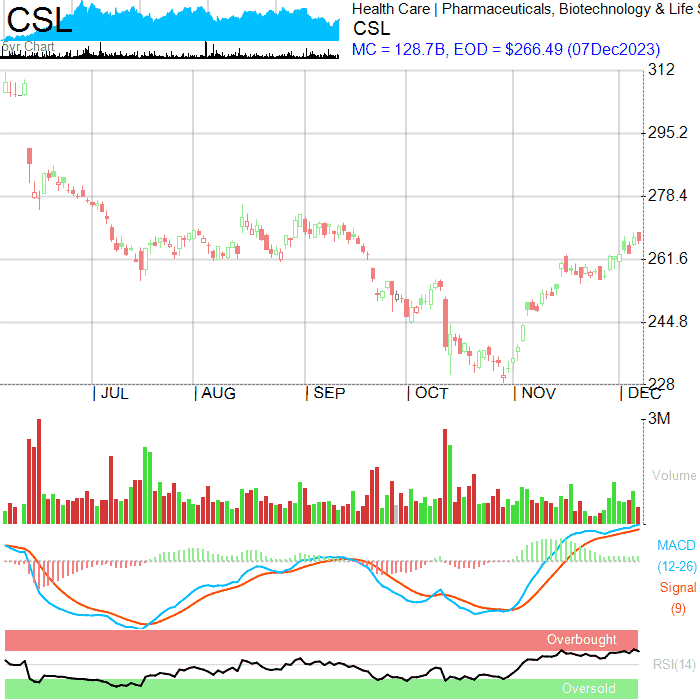 CSL
Health Care | Pharmaceuticals, Biotechnology & Life
CSL
MC = 128.7B, EOD = $266.49 (07Dec2023)
Chart
312
295.2
278.4
261.6
244.8
228
JUL AUG SEP OCT NOV DEC
3M
Volume
MACD
(12-26)
Signal
(9)
Overbought
RSI(14)
Oversold